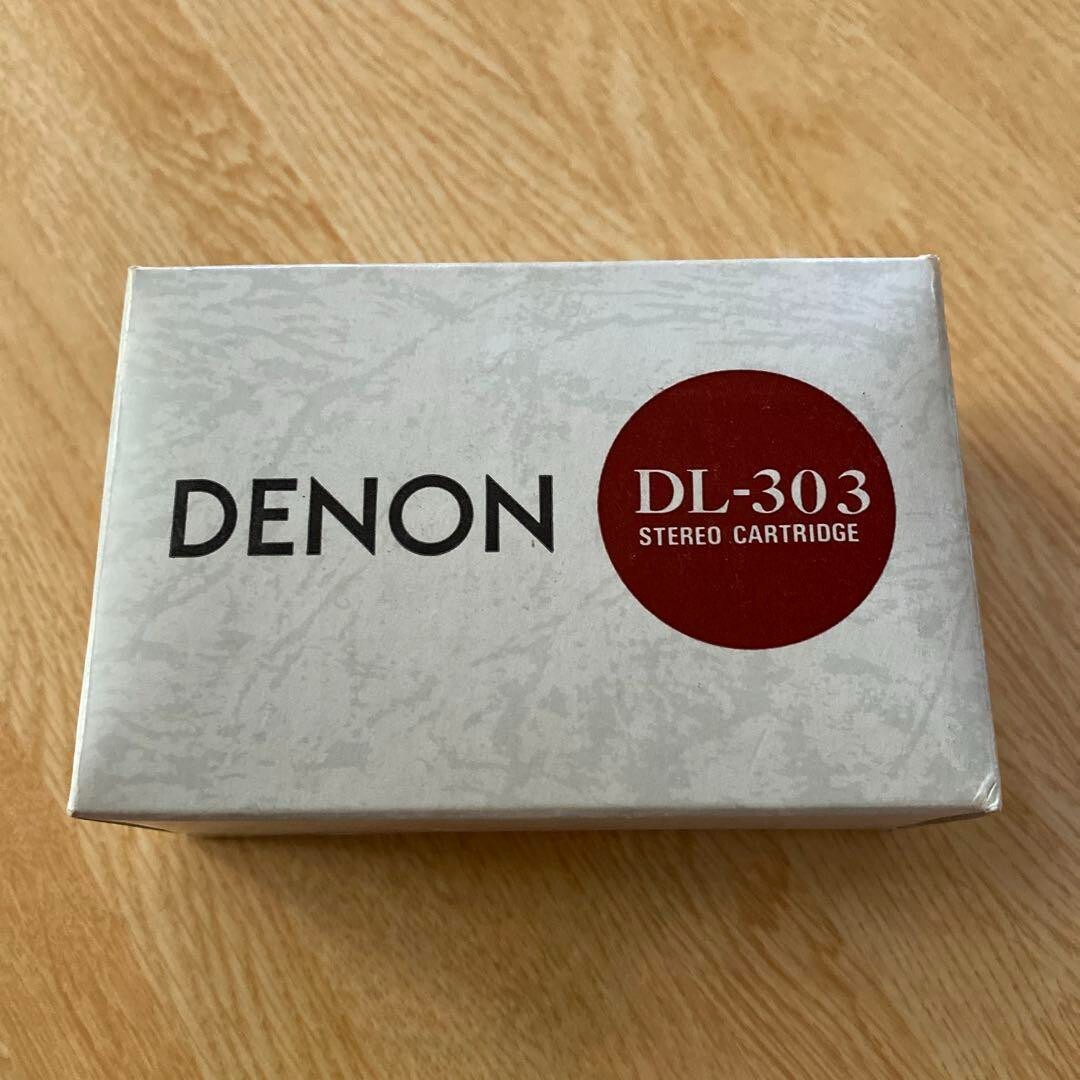 DENON
DL-303
STEREO CARTRIDGE